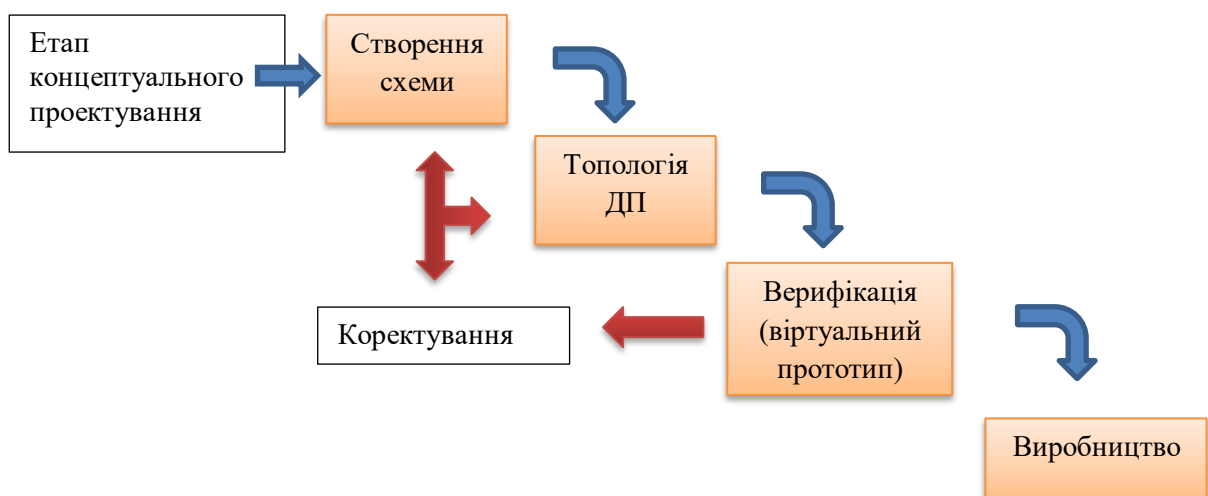 Етап
концептуального
проектування
Створення
схеми
Топологія
ДП
Верифікація
(віртуальний
прототип)
Коректування
Виробництво